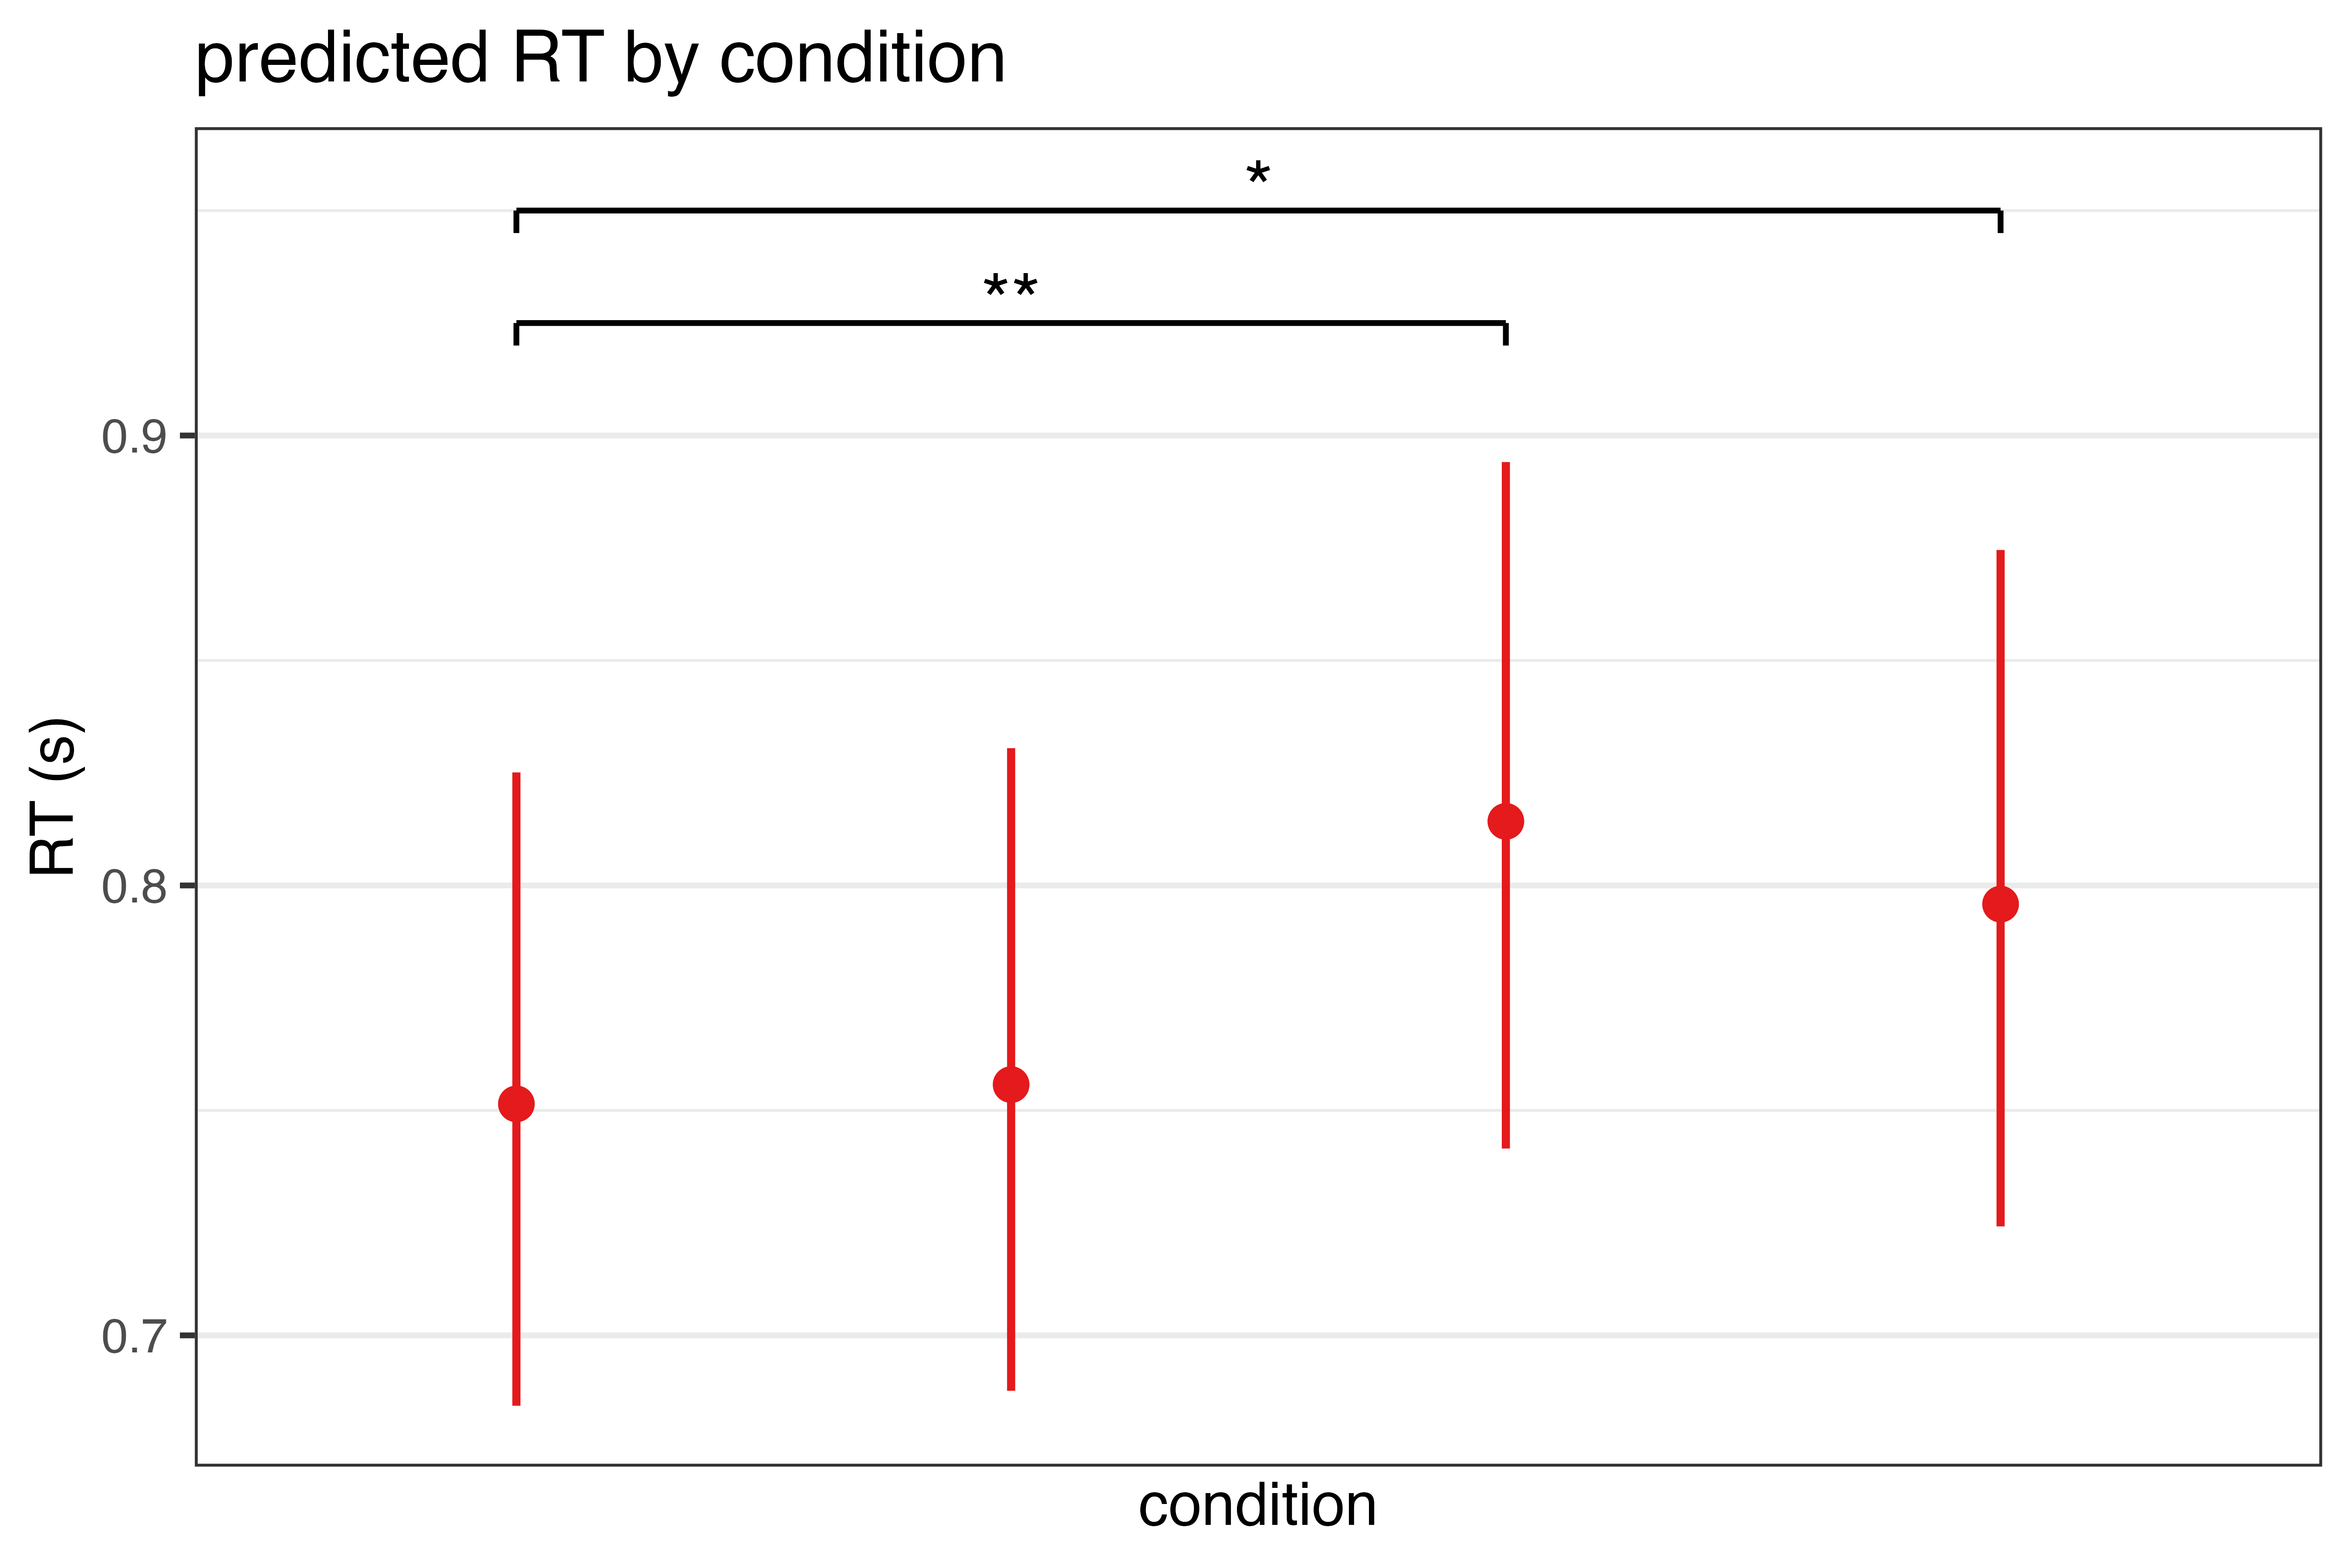 predicted RT by condition
*
**
0.9
0.8
0.7
RT (s)
condition